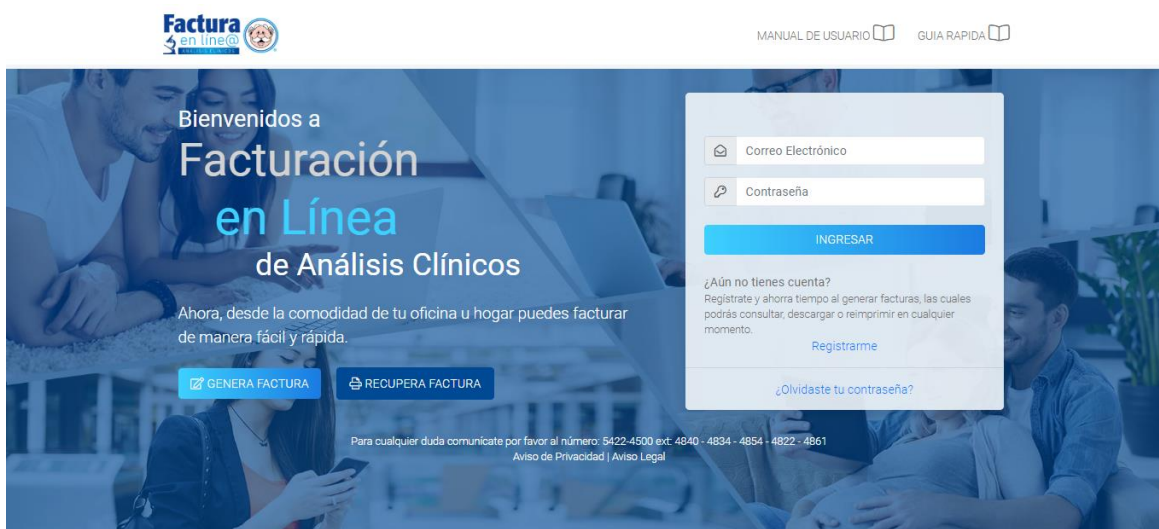 Factura
en líne@
ANÁLISIS CLÍNICOS
MANUAL DE USUARIO
GUIA RAPIDA
Bienvenidos a
Facturación
en Línea
de Análisis Clínicos
Ahora, desde la comodidad de tu oficina u hogar puedes facturar
de manera fácil y rápida.
GENERA FACTURA
RECUPERA FACTURA
Correo Electrónico
Contraseña
INGRESAR
¿Aún no tienes cuenta?
Regístrate y ahorra tiempo al generar facturas, las cuales
podrás consultar, descargar o reimprimir en cualquier
momento.
Registrarme
¿Olvidaste tu contraseña?
Para cualquier duda comunícate por favor al número: 5422-4500 ext: 4840 - 4834 - 4854 - 4822 - 4861
Aviso de Privacidad | Aviso Legal